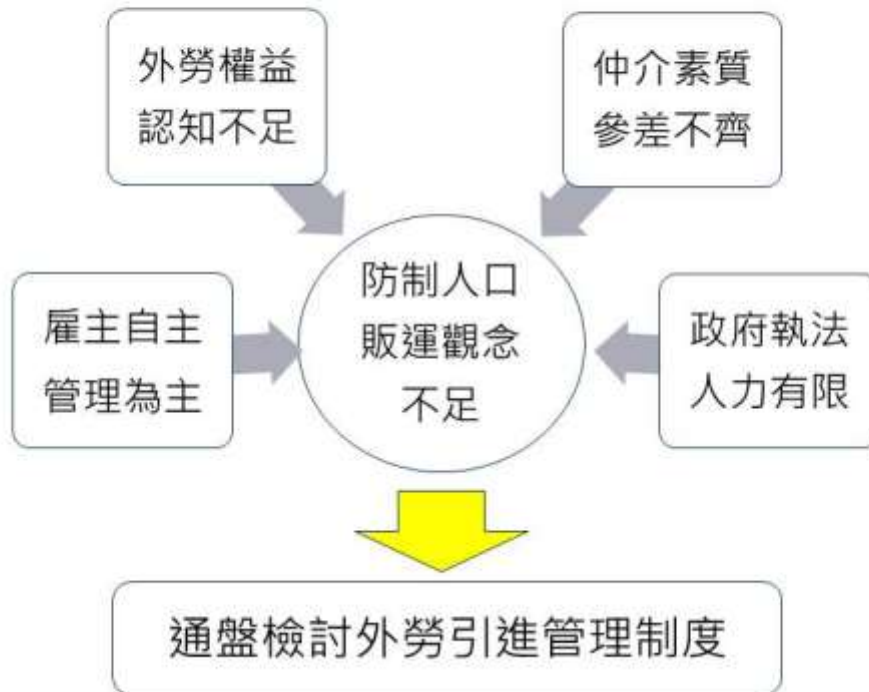 外勞權益
認知不足
仲介素質
參差不齊
防制人口
販運觀念
不足
雇主自主
管理為主
政府執法
人力有限
通盤檢討外勞引進管理制度